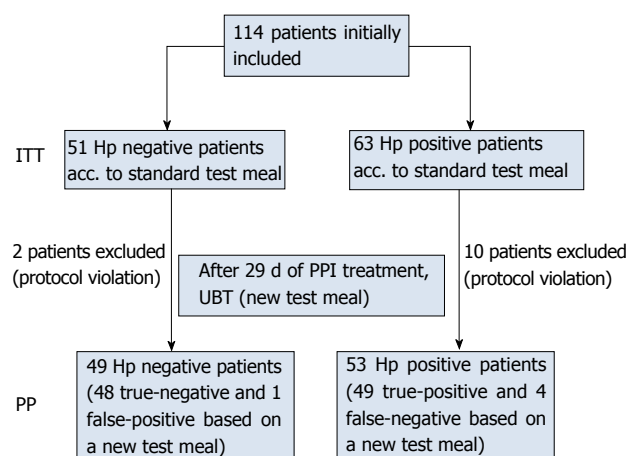 114 patients initially
included
ITT
51 Hp negative patients
acc. to standard test meal
63 Hp positive patients
acc. to standard test meal
2 patients excluded
(protocol violation)
After 29 d of PPI treatment,
UBT (new test meal)
10 patients excluded
(protocol violation)
PP
49 Hp negative patients
(48 true-negative and 1
false-positive based on
a new test meal)
53 Hp positive patients
(49 true-positive and 4
false-negative based on
a new test meal)